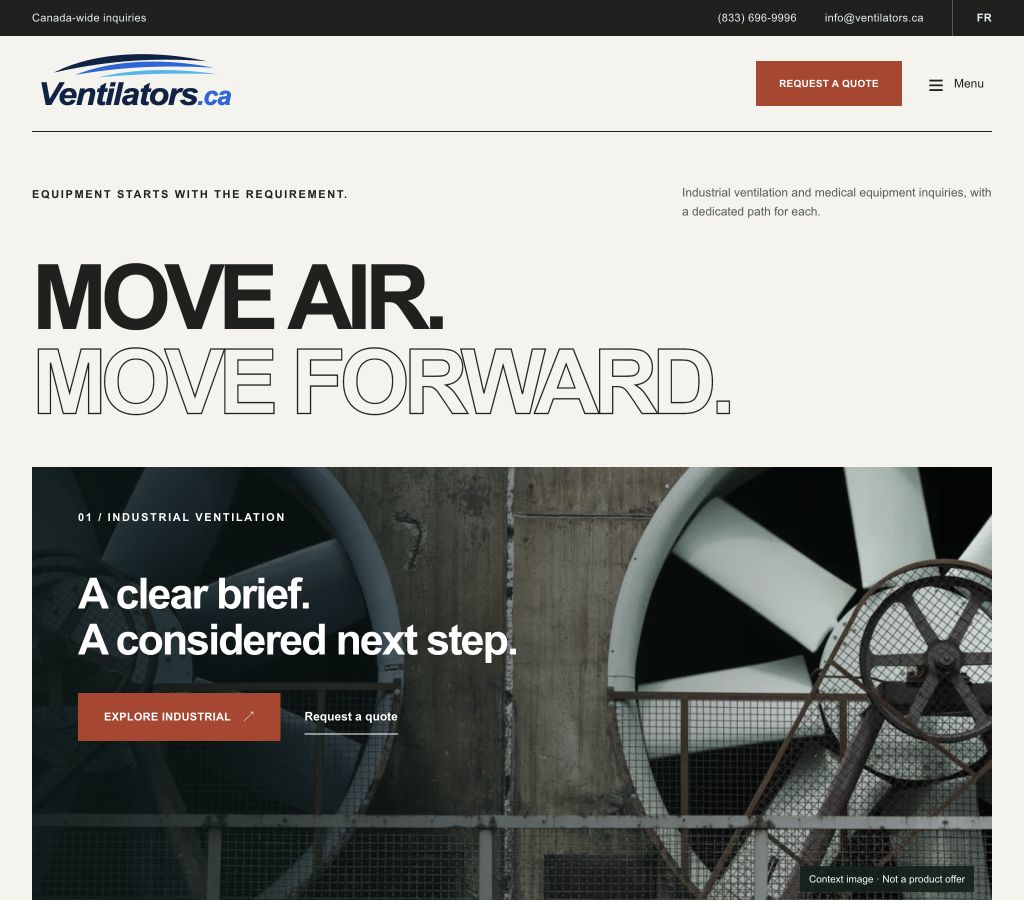 Canada-wide inquiries
(833) 696-9996
info@ventilators.ca
FR
Ventilators.ca
REQUEST A QUOTE
Menu
EQUIPMENT STARTS WITH THE REQUIREMENT.
Industrial ventilation and medical equipment inquiries, with
a dedicated path for each.
MOVE AIR.
MOVE FORWARD.
01 / INDUSTRIAL VENTILATION
A clear brief.
A considered next step.
EXPLORE INDUSTRIAL
Request a quote
Context image · Not a product offer